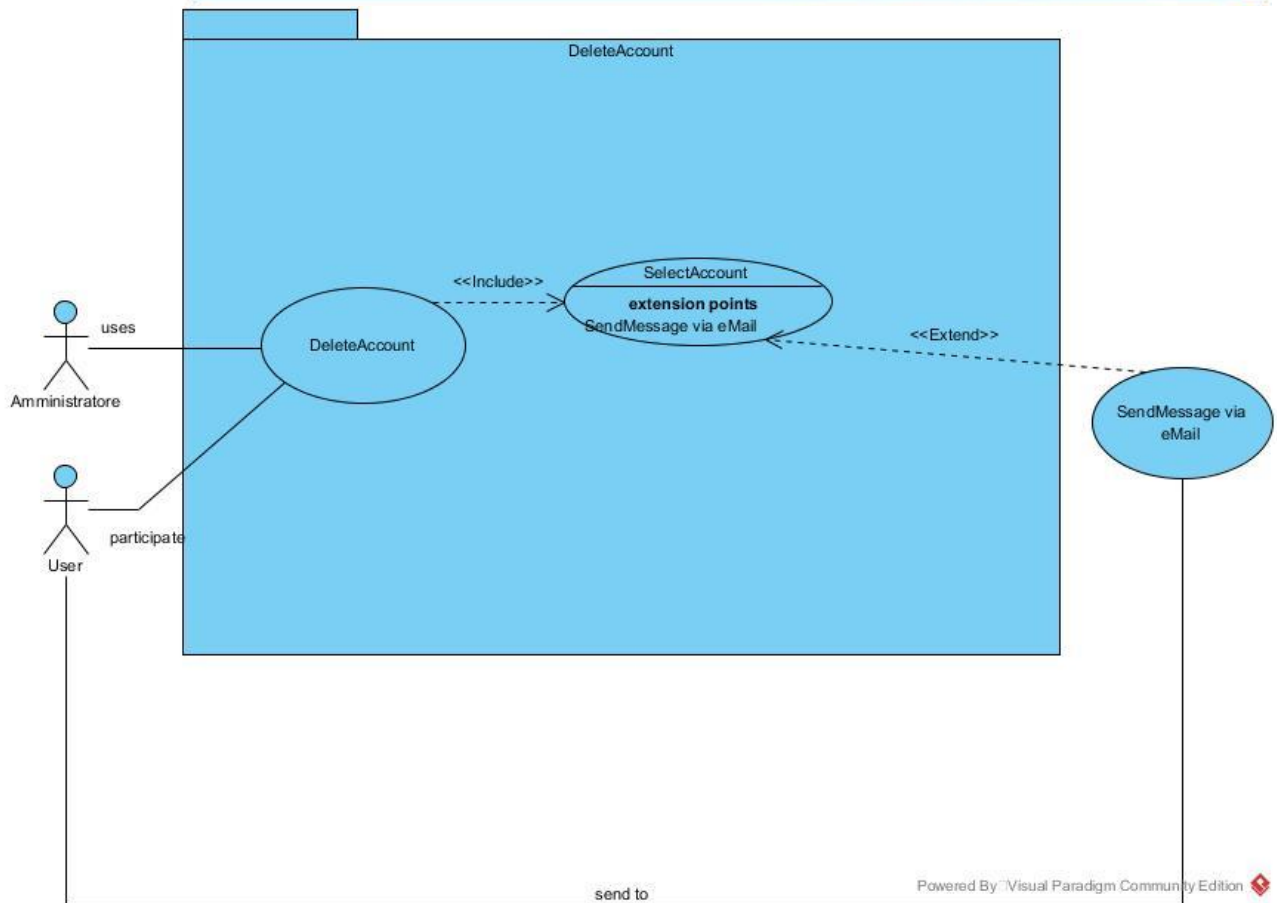 DeleteAccount
<<Include>>
SelectAccount
extension points
SendMessage via eMail
uses
DeleteAccount
<<Extend>>
Amministratore
SendMessage via
eMail
participate
User
send to
Powered By Visual Paradigm Community Edition